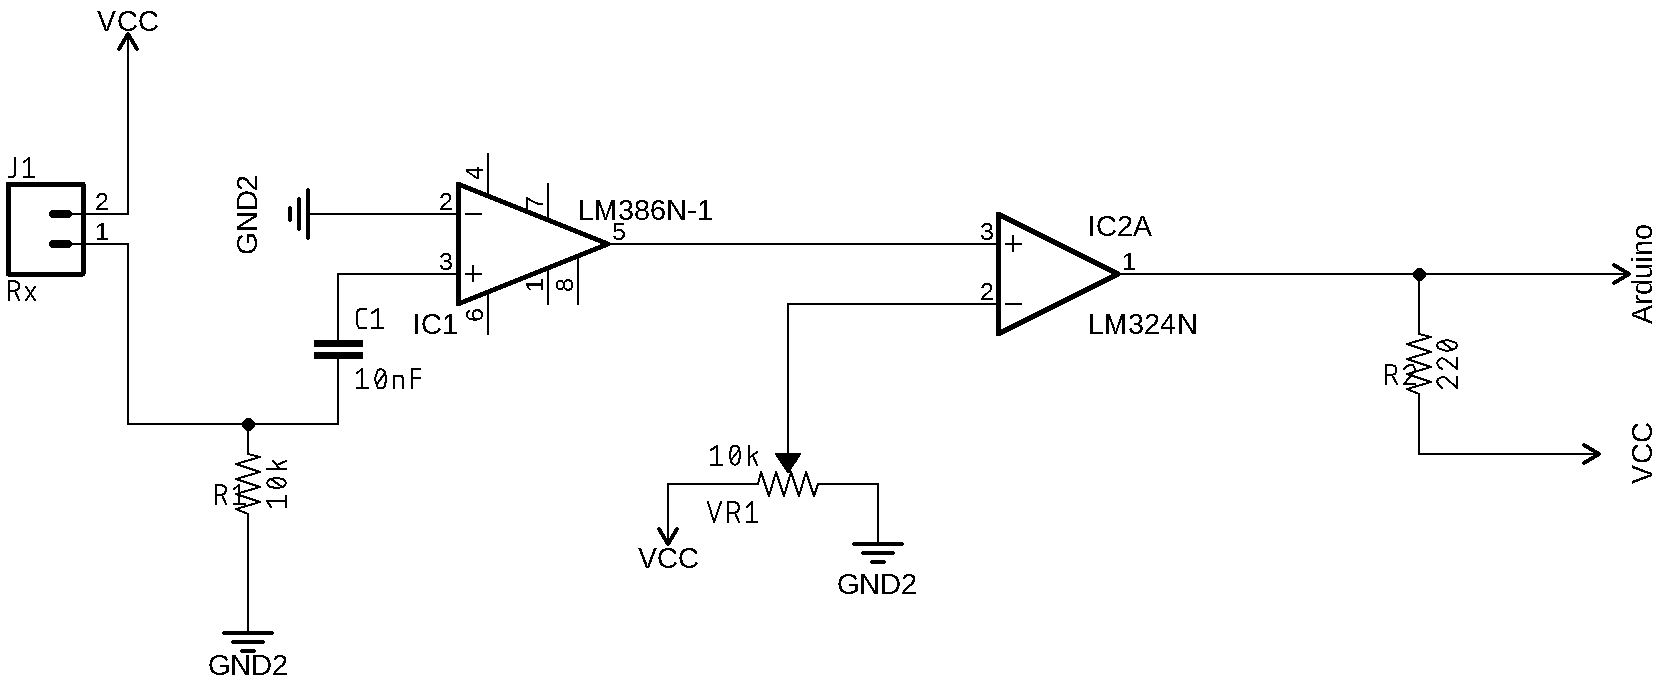 VCC
J1
2
1
Rx
GND2
2
3
4
7
LM386N-1
5
1
8
6
IC1
C1
10nF
R1
10k
GND2
3
2
IC2A
1
LM324N
10k
VR1
VCC
GND2
Arduino
R2
220
VCC